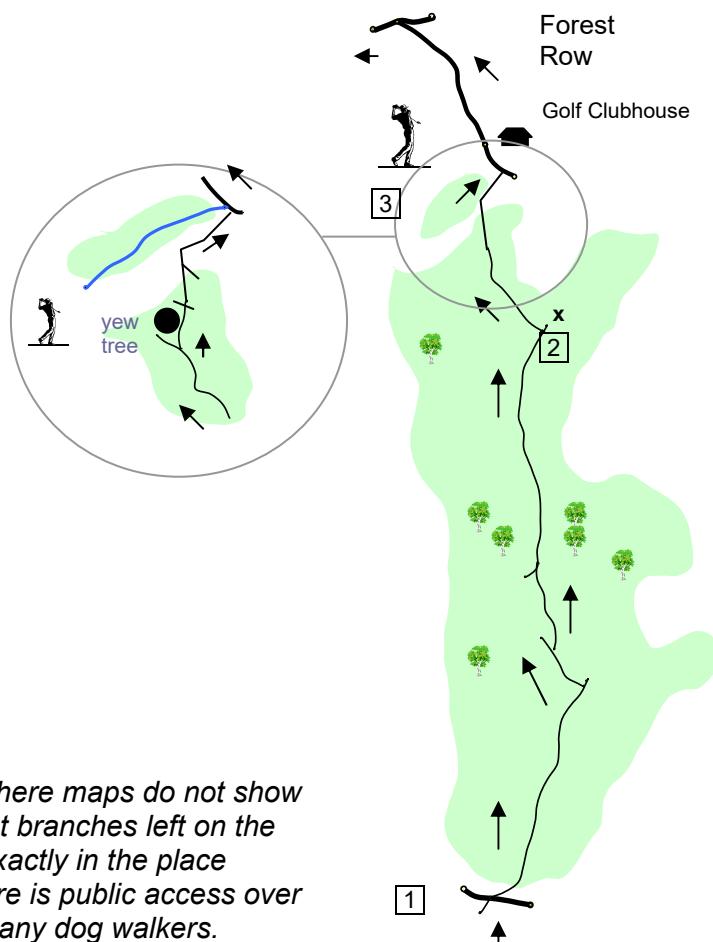 Forest
Row
Golf Clubhouse
3
yew
tree
x
2
here maps do not show
t branches left on the
xactly in the place
re is public access over
any dog walkers.
1